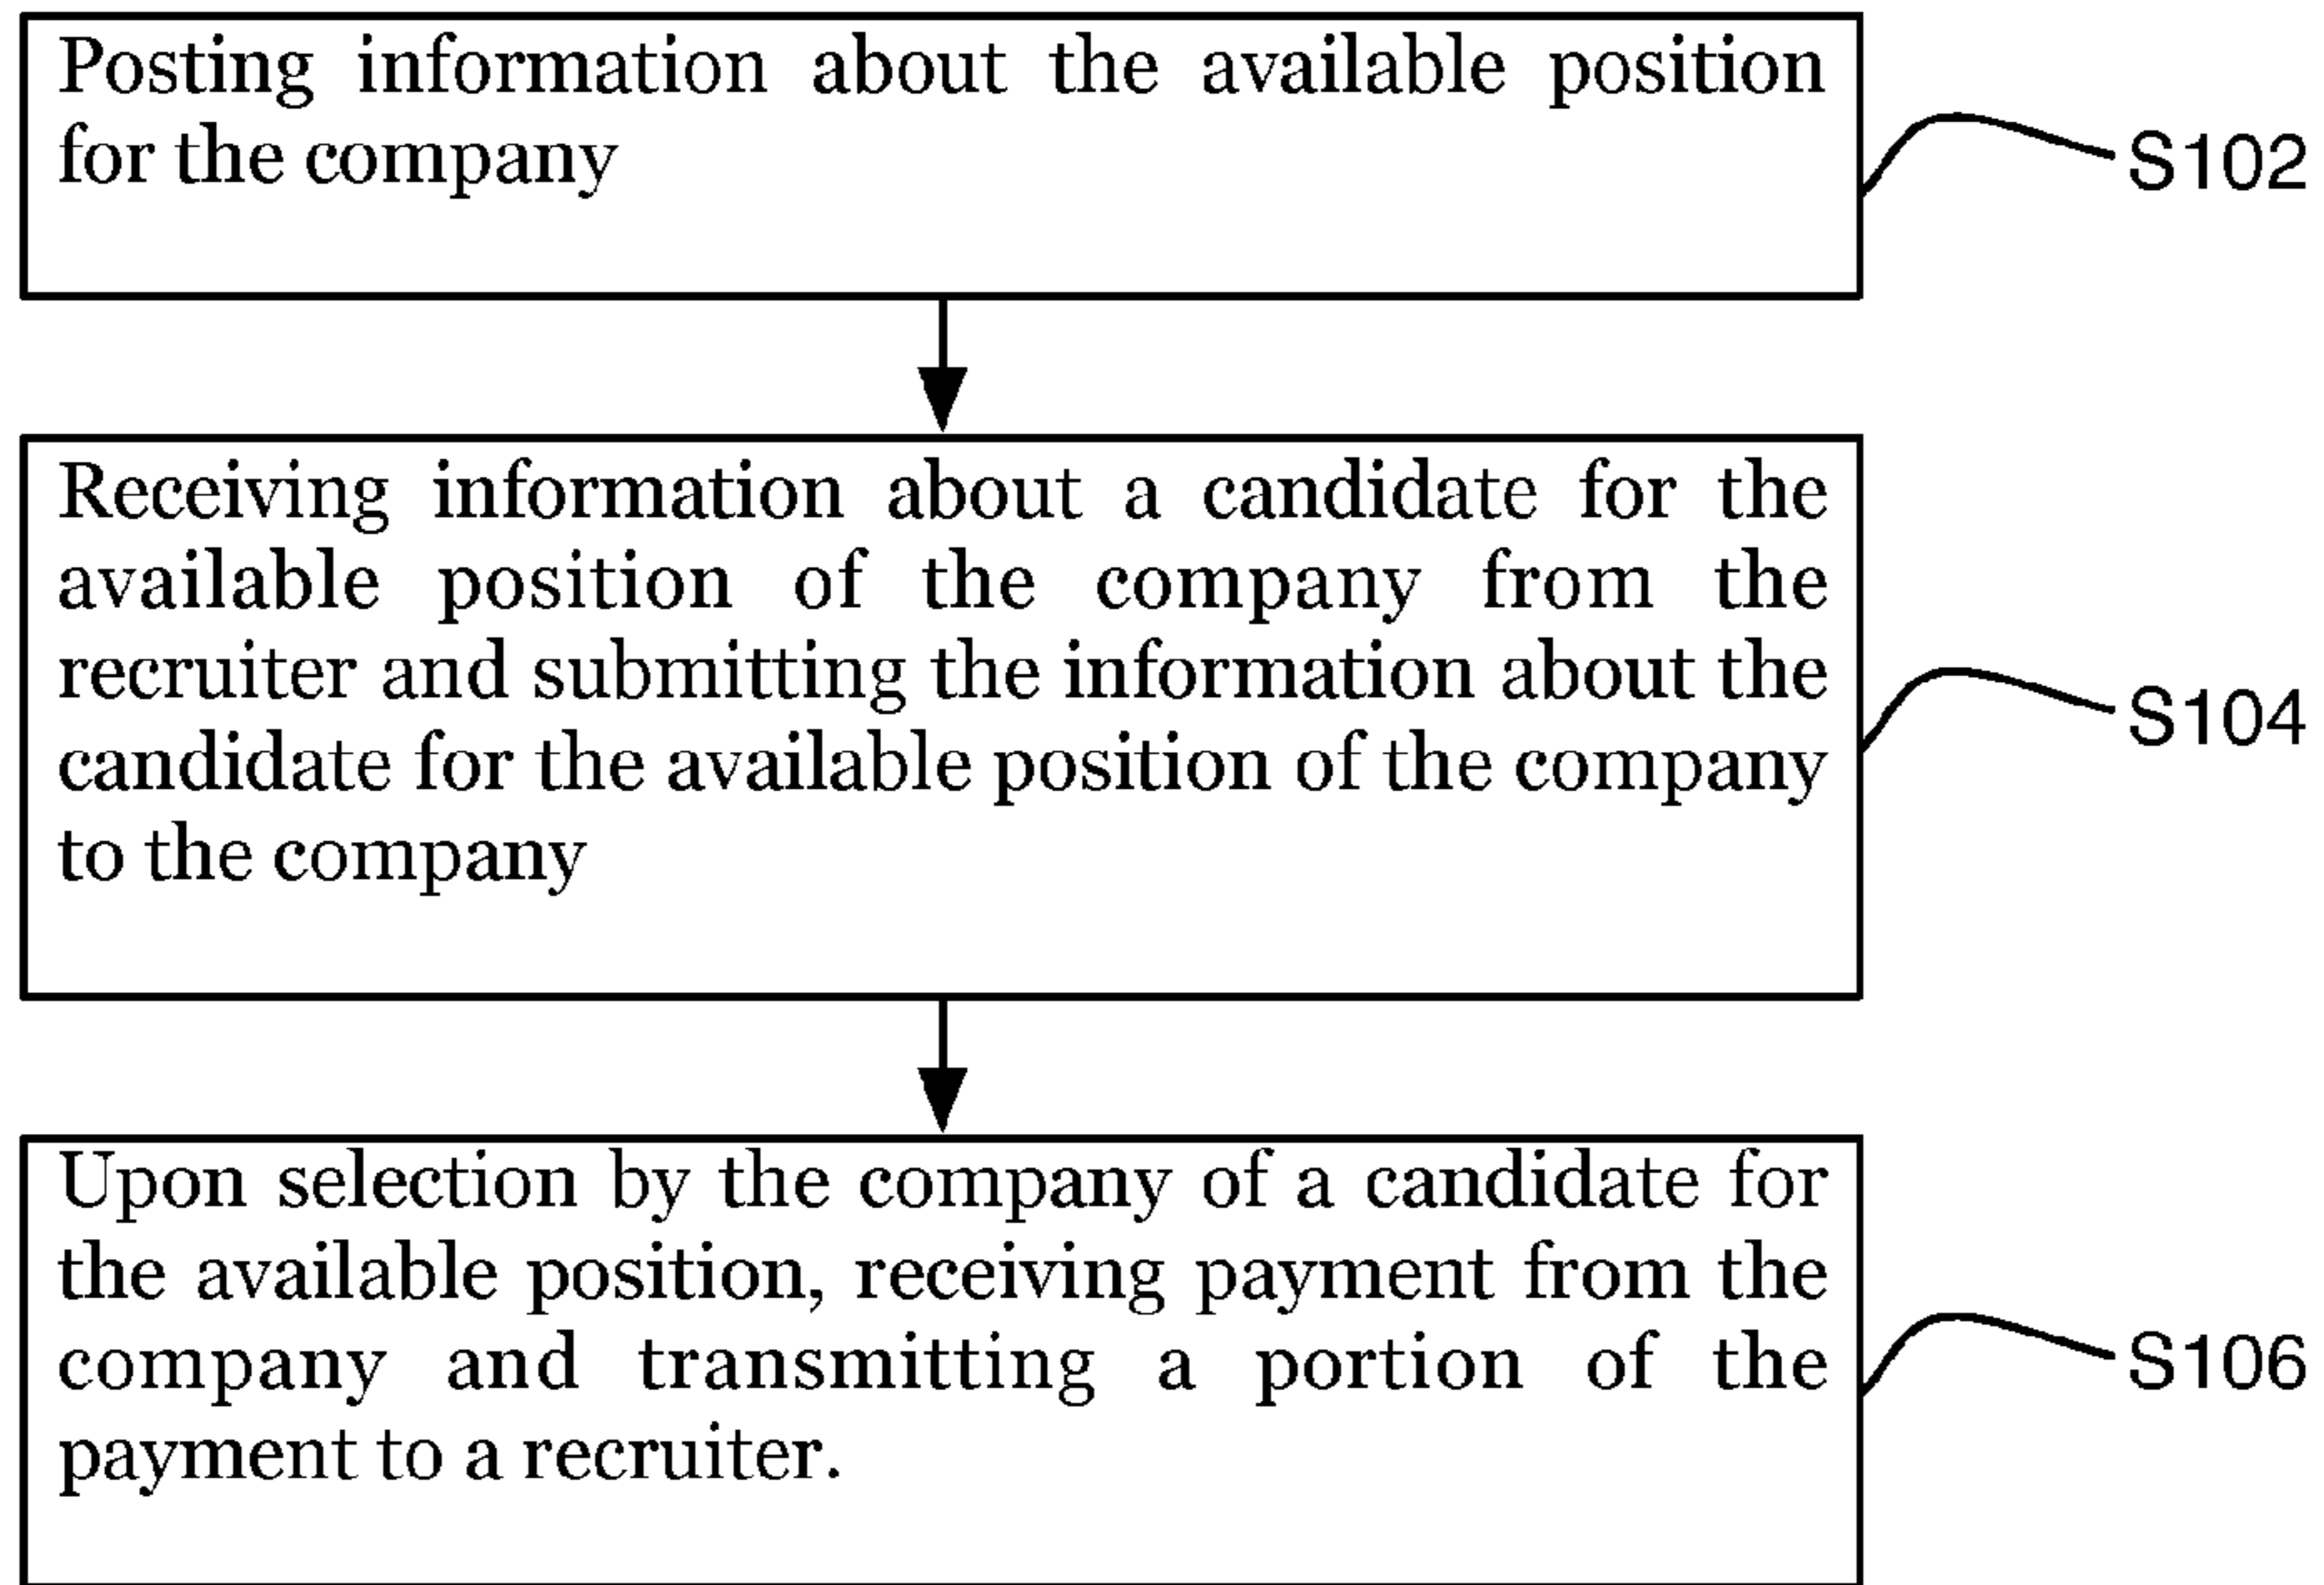 Posting information about the available position
for the company
S102
Receiving information about a candidate for the
available position of the company from the
recruiter and submitting the information about the
candidate for the available position of the company
to the company
S104
Upon selection by the company of a candidate for
the available position, receiving payment from the
company and transmitting a portion of the
payment to a recruiter.
S106